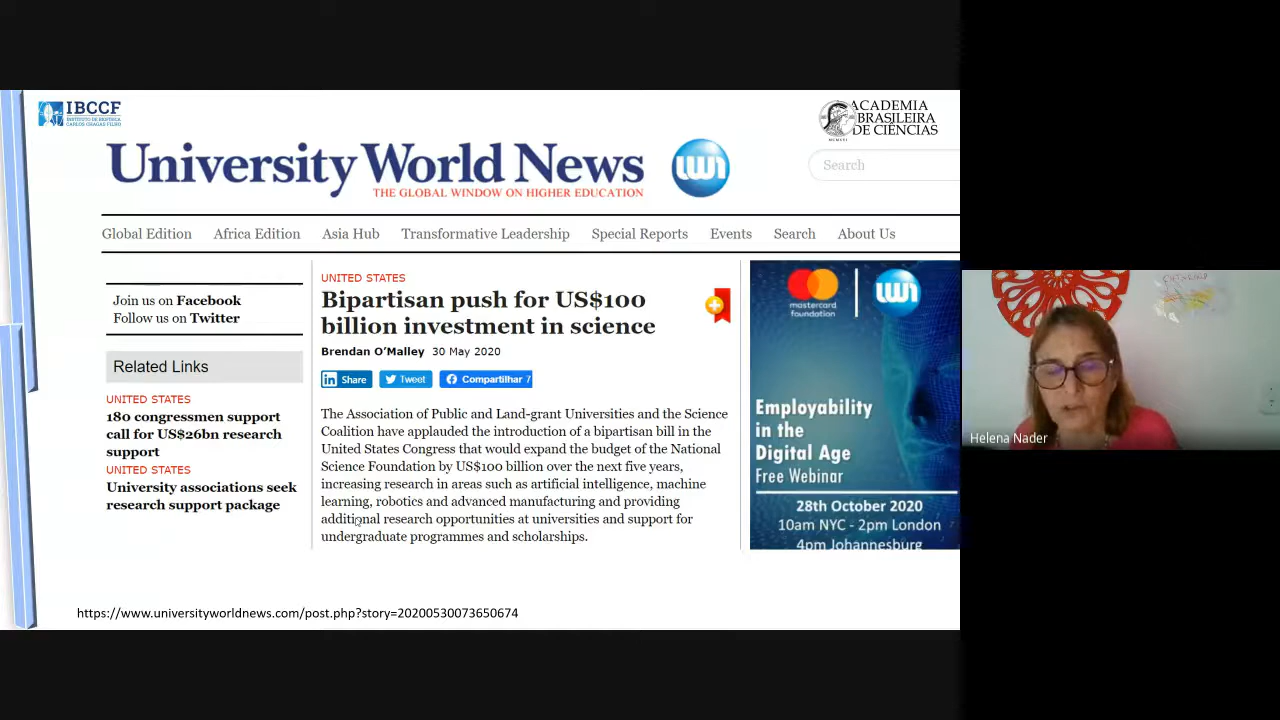 IBCCF
INSTITUTO DE BIOFÍSICA
CARLOS CHAGAS FILHO
ACADEMIA
BRASILEIRA
DE CIÊNCIAS
University World News
THE GLOBAL WINDOW ON HIGHER EDUCATION
uwn
Search
Global Edition Africa Edition Asia Hub Transformative Leadership Special Reports Events Search About Us
Join us on Facebook
Follow us on Twitter
Related Links
UNITED STATES
180 congressmen support
call for US$26bn research
support
UNITED STATES
University associations seek
research support package
UNITED STATES
Bipartisan push for US$100
billion investment in science
Brendan O'Malley 30 May 2020
in Share Tweet Compartilhar 7
The Association of Public and Land-grant Universities and the Science
Coalition have applauded the introduction of a bipartisan bill in the
United States Congress that would expand the budget of the National
Science Foundation by US$100 billion over the next five years,
increasing research in areas such as artificial intelligence, machine
learning, robotics and advanced manufacturing and providing
additional research opportunities at universities and support for
undergraduate programmes and scholarships.
mastercard
foundation
uwn
Employability
in the
Digital Age
Free Webinar
28th October 2020
10am NYC - 2pm London
4pm Johannesburg
https://www.universityworldnews.com/post.php?story=20200530073650674
Helena Nader